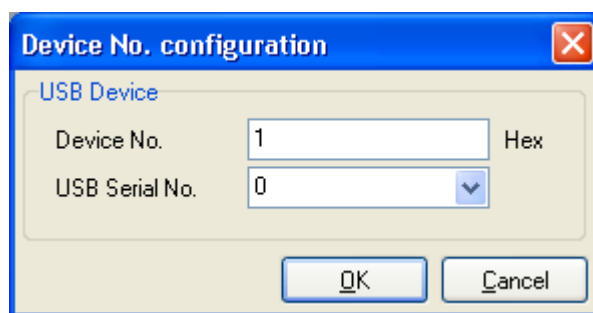 Device No. configuration
USB Device
Device No. 1 Hex
USB Serial No. 0
OK Cancel